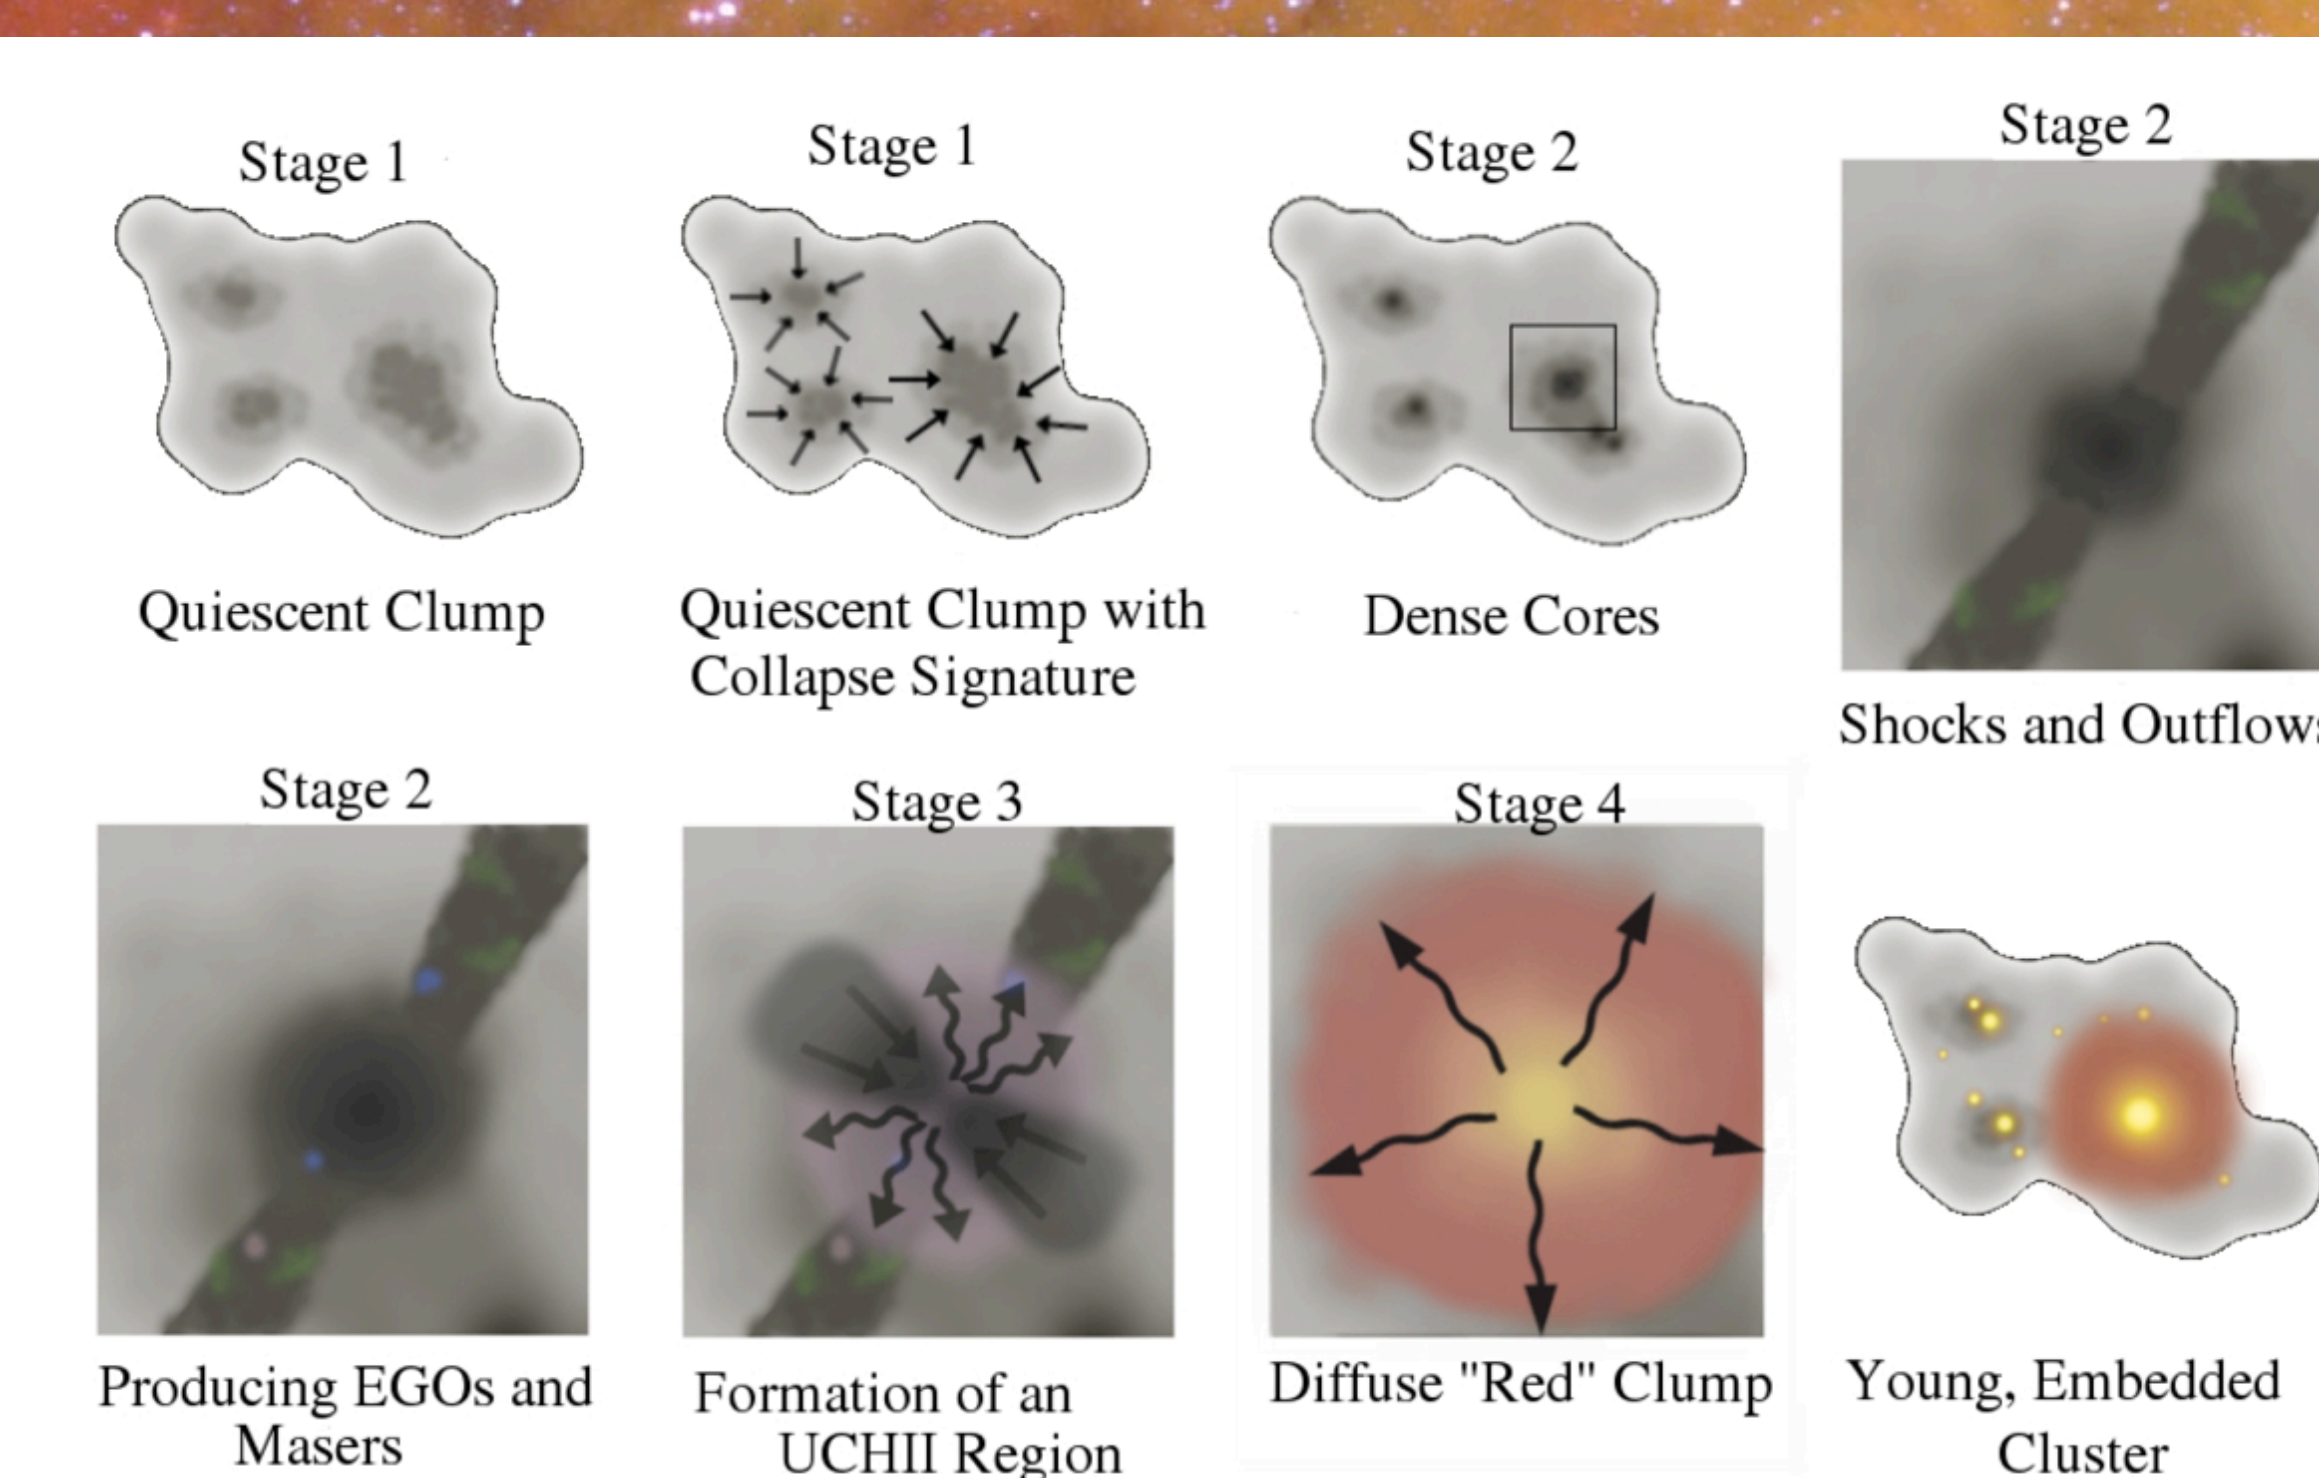 Stage 1
Stage 1
Stage 2
Stage 2
Quiescent Clump
Quiescent Clump with
Collapse Signature
Dense Cores
Shocks and Outflows
Stage 2
Stage 3
Stage 4
Producing EGOs and
Masers
Formation of an
UCHII Region
Diffuse "Red" Clump
Young, Embedded
Cluster